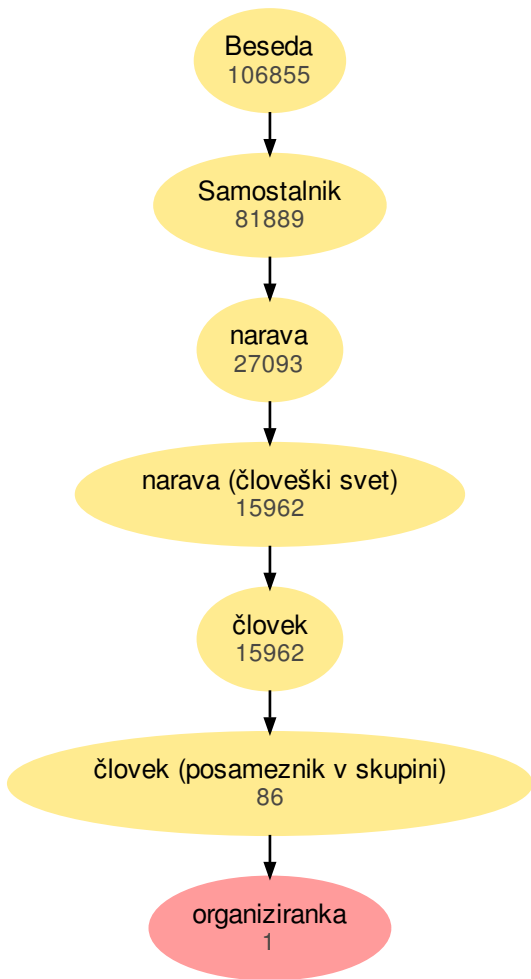 Beseda
106855
Samostalnik
81889
narava
27093
narava (človeški svet)
15962
človek
15962
človek (posameznik v skupini)
86
organiziranka
1